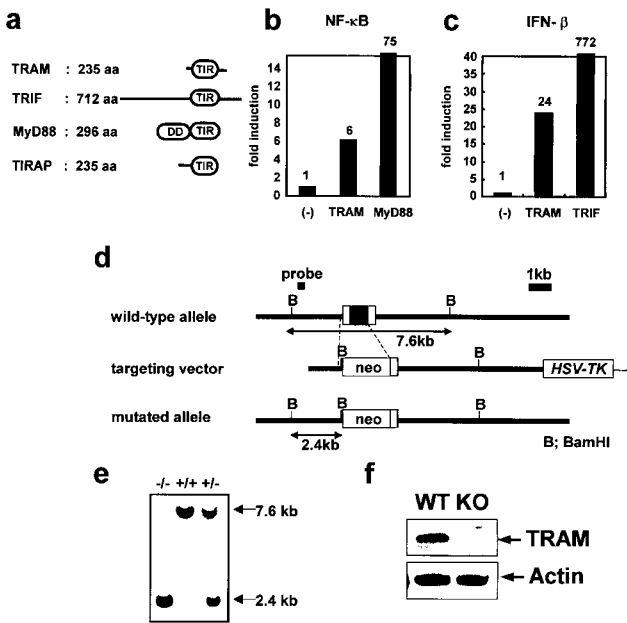 a
TRAM : 235 aa TIR
TRIF : 712 aa TIR
MyD88 : 296 aa DD TIR
TIRAP : 235 aa TIR
b
NF-κB
fold induction
14
12
10
8
6
4
2
0
1
6
75
(-) TRAM MyD88
c
IFN- β
fold induction
40
35
30
25
20
15
10
5
0
1
24
772
(-) TRAM TRIF
d
probe
1kb
B B
wild-type allele
7.6kb
targeting vector
B neo B HSV-TK
mutated allele
B B neo B
2.4kb
B; BamHI
e
-/- +/+ +/-
7.6 kb
2.4 kb
f
WT KO
TRAM
Actin